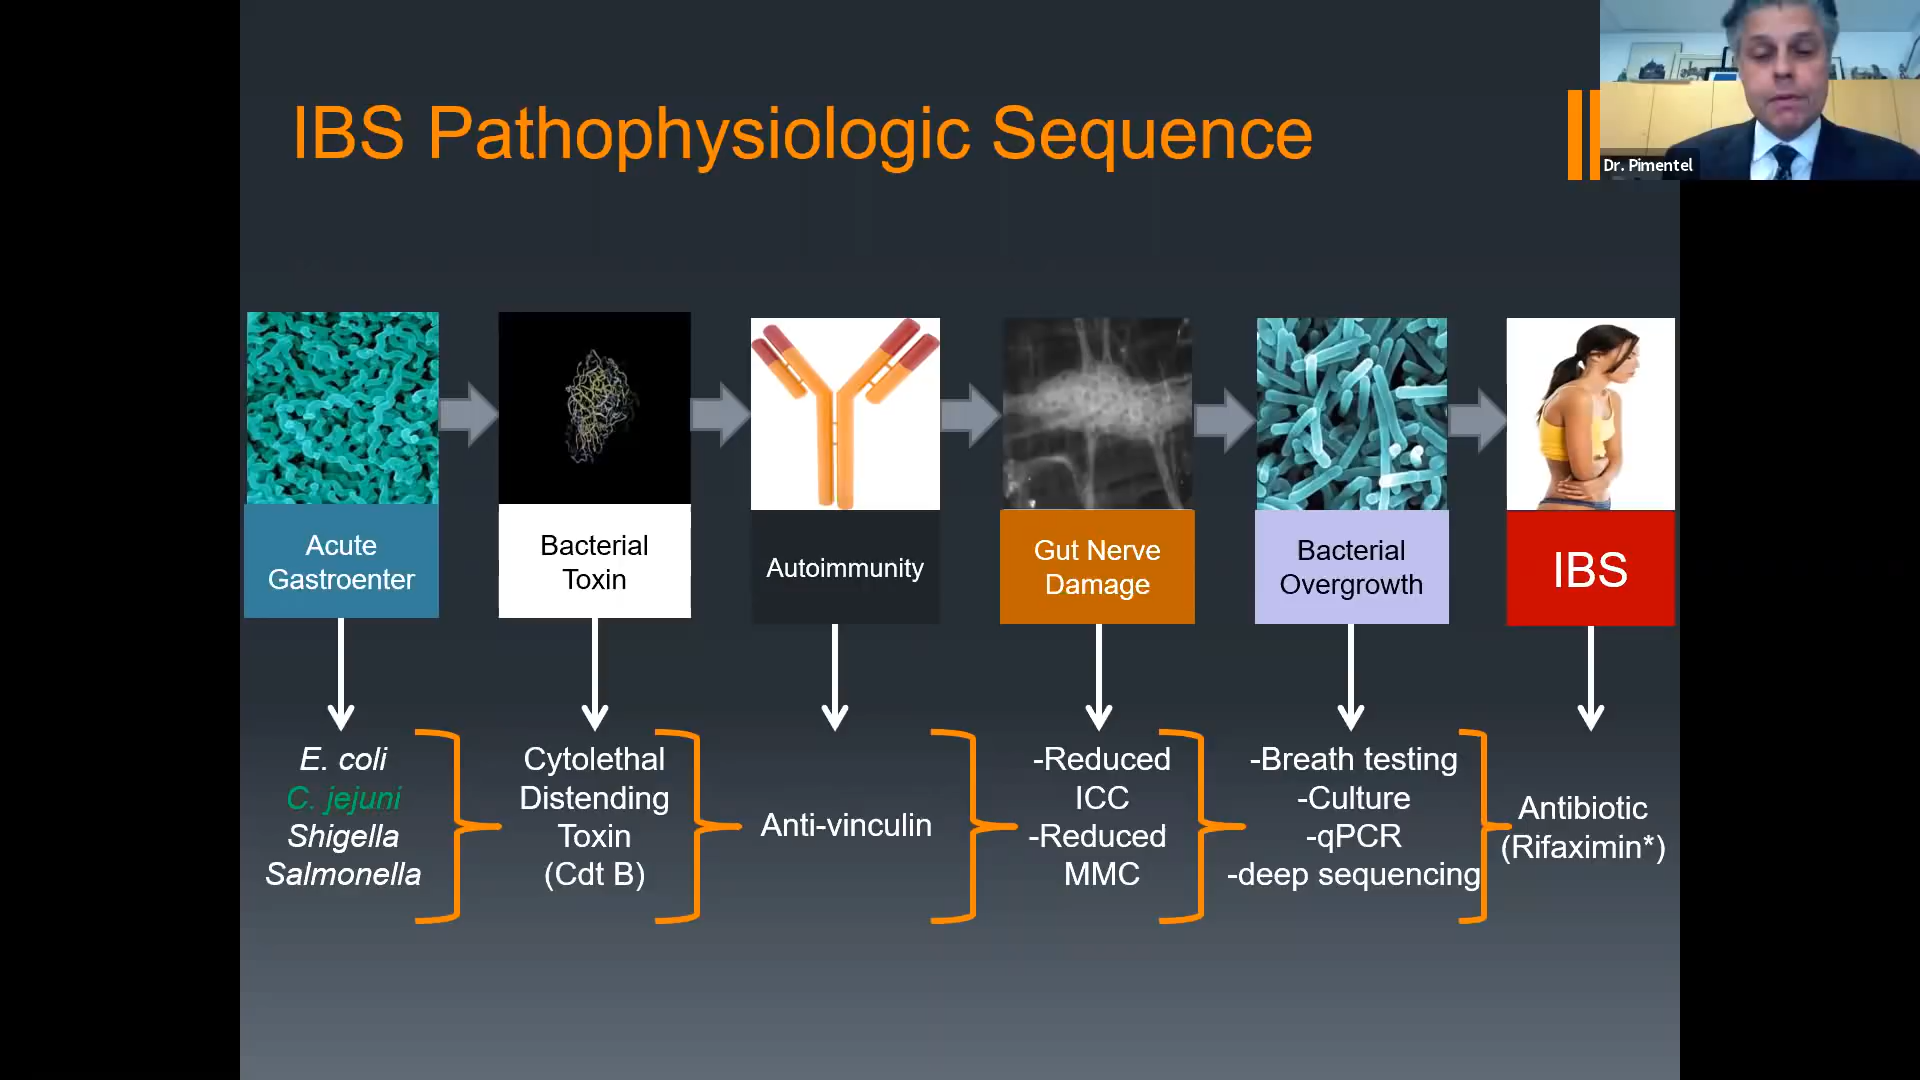 IBS Pathophysiologic Sequence
Dr. Pimentel
Acute
Gastroenter
Bacterial
Toxin
Autoimmunity
Gut Nerve
Damage
Bacterial
Overgrowth
IBS
E. coli
C. jejuni
Shigella
Salmonella
Cytolethal
Distending
Toxin
(Cdt B)
Anti-vinculin
-Reduced
ICC
-Reduced
MMC
-Breath testing
-Culture
-qPCR
-deep sequencing
Antibiotic
(Rifaximin*)